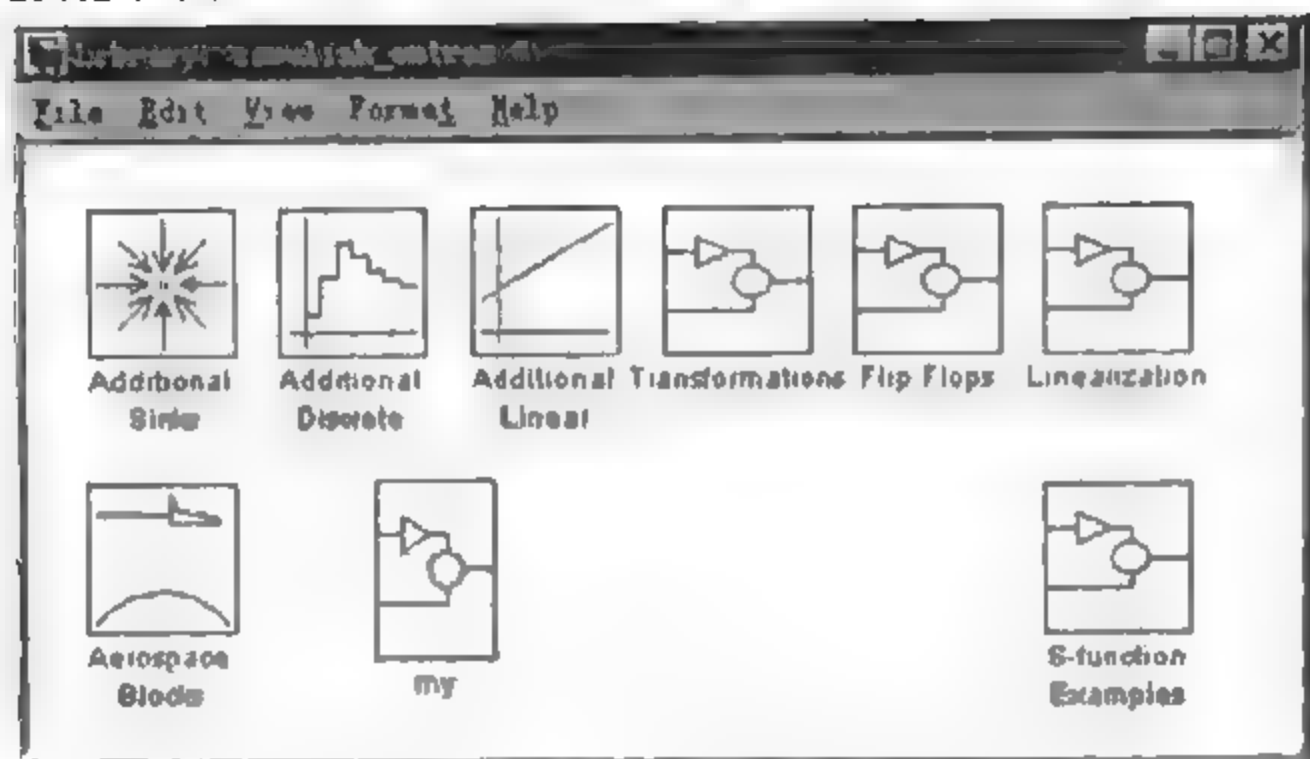 File Edit View Format Help
Additional Additional Additional Transformations Flip Flops Linearization
Sinks Discrete Linear
Aerospace my S-function
Blocks Examples